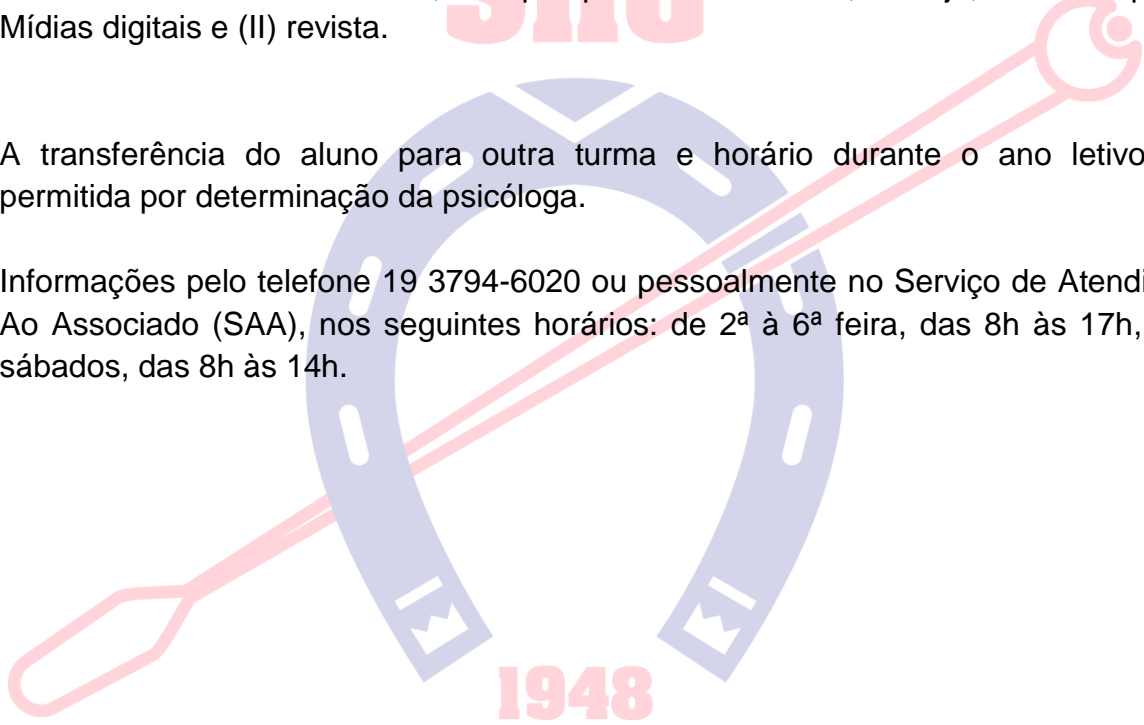 Mídias digitais e (II) revista.
A transferência do aluno para outra turma e horário durante o ano letivo
permitida por determinação da psicóloga.
Informações pelo telefone 19 3794-6020 ou pessoalmente no Serviço de Atendi
Ao Associado (SAA), nos seguintes horários: de 2ª à 6ª feira, das 8h às 17h,
sábados, das 8h às 14h.
1948